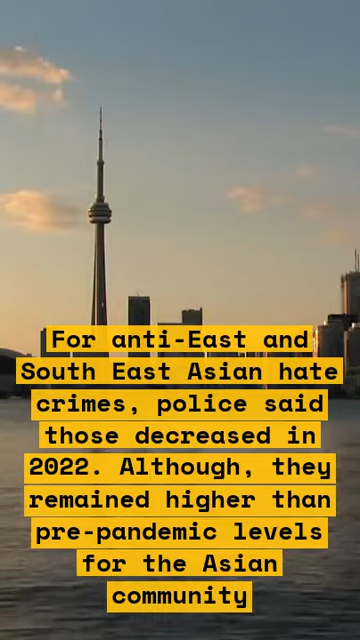 For anti-East and
South East Asian hate
crimes, police said
those decreased in
2022. Although, they
remained higher than
pre-pandemic levels
for the Asian
community